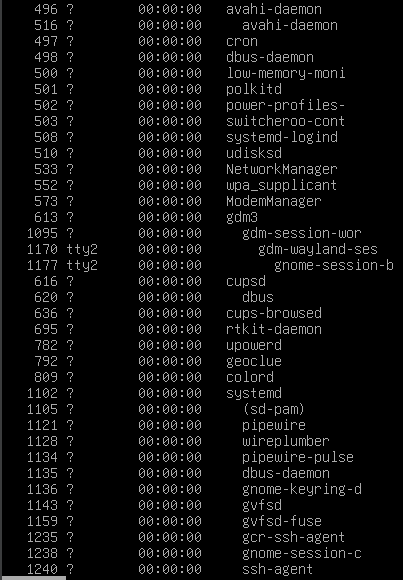 496 ? 00:00:00 avahi-daemon
516 ? 00:00:00 avahi-daemon
497 ? 00:00:00 cron
498 ? 00:00:00 dbus-daemon
500 ? 00:00:00 low-memory-moni
501 ? 00:00:00 polkitd
502 ? 00:00:00 power-profiles-
503 ? 00:00:00 switcheroo-cont
508 ? 00:00:00 systemd-logind
510 ? 00:00:00 udisksd
533 ? 00:00:00 NetworkManager
552 ? 00:00:00 wpa_supplicant
573 ? 00:00:00 ModemManager
613 ? 00:00:00 gdm3
1095 ? 00:00:00 gdm-session-wor
1170 tty2 00:00:00 gdm-wayland-ses
1177 tty2 00:00:00 gnome-session-b
616 ? 00:00:00 cupsd
620 ? 00:00:00 dbus
636 ? 00:00:00 cups-browsed
695 ? 00:00:00 rtkit-daemon
782 ? 00:00:00 upowerd
792 ? 00:00:00 geoclue
809 ? 00:00:00 colord
1102 ? 00:00:00 systemd
1105 ? 00:00:00 (sd-pam)
1121 ? 00:00:00 pipewire
1128 ? 00:00:00 wireplumber
1134 ? 00:00:00 pipewire-pulse
1135 ? 00:00:00 dbus-daemon
1136 ? 00:00:00 gnome-keyring-d
1143 ? 00:00:00 gvfsd
1159 ? 00:00:00 gvfsd-fuse
1235 ? 00:00:00 gcr-ssh-agent
1238 ? 00:00:00 gnome-session-c
1240 ? 00:00:00 ssh-agent